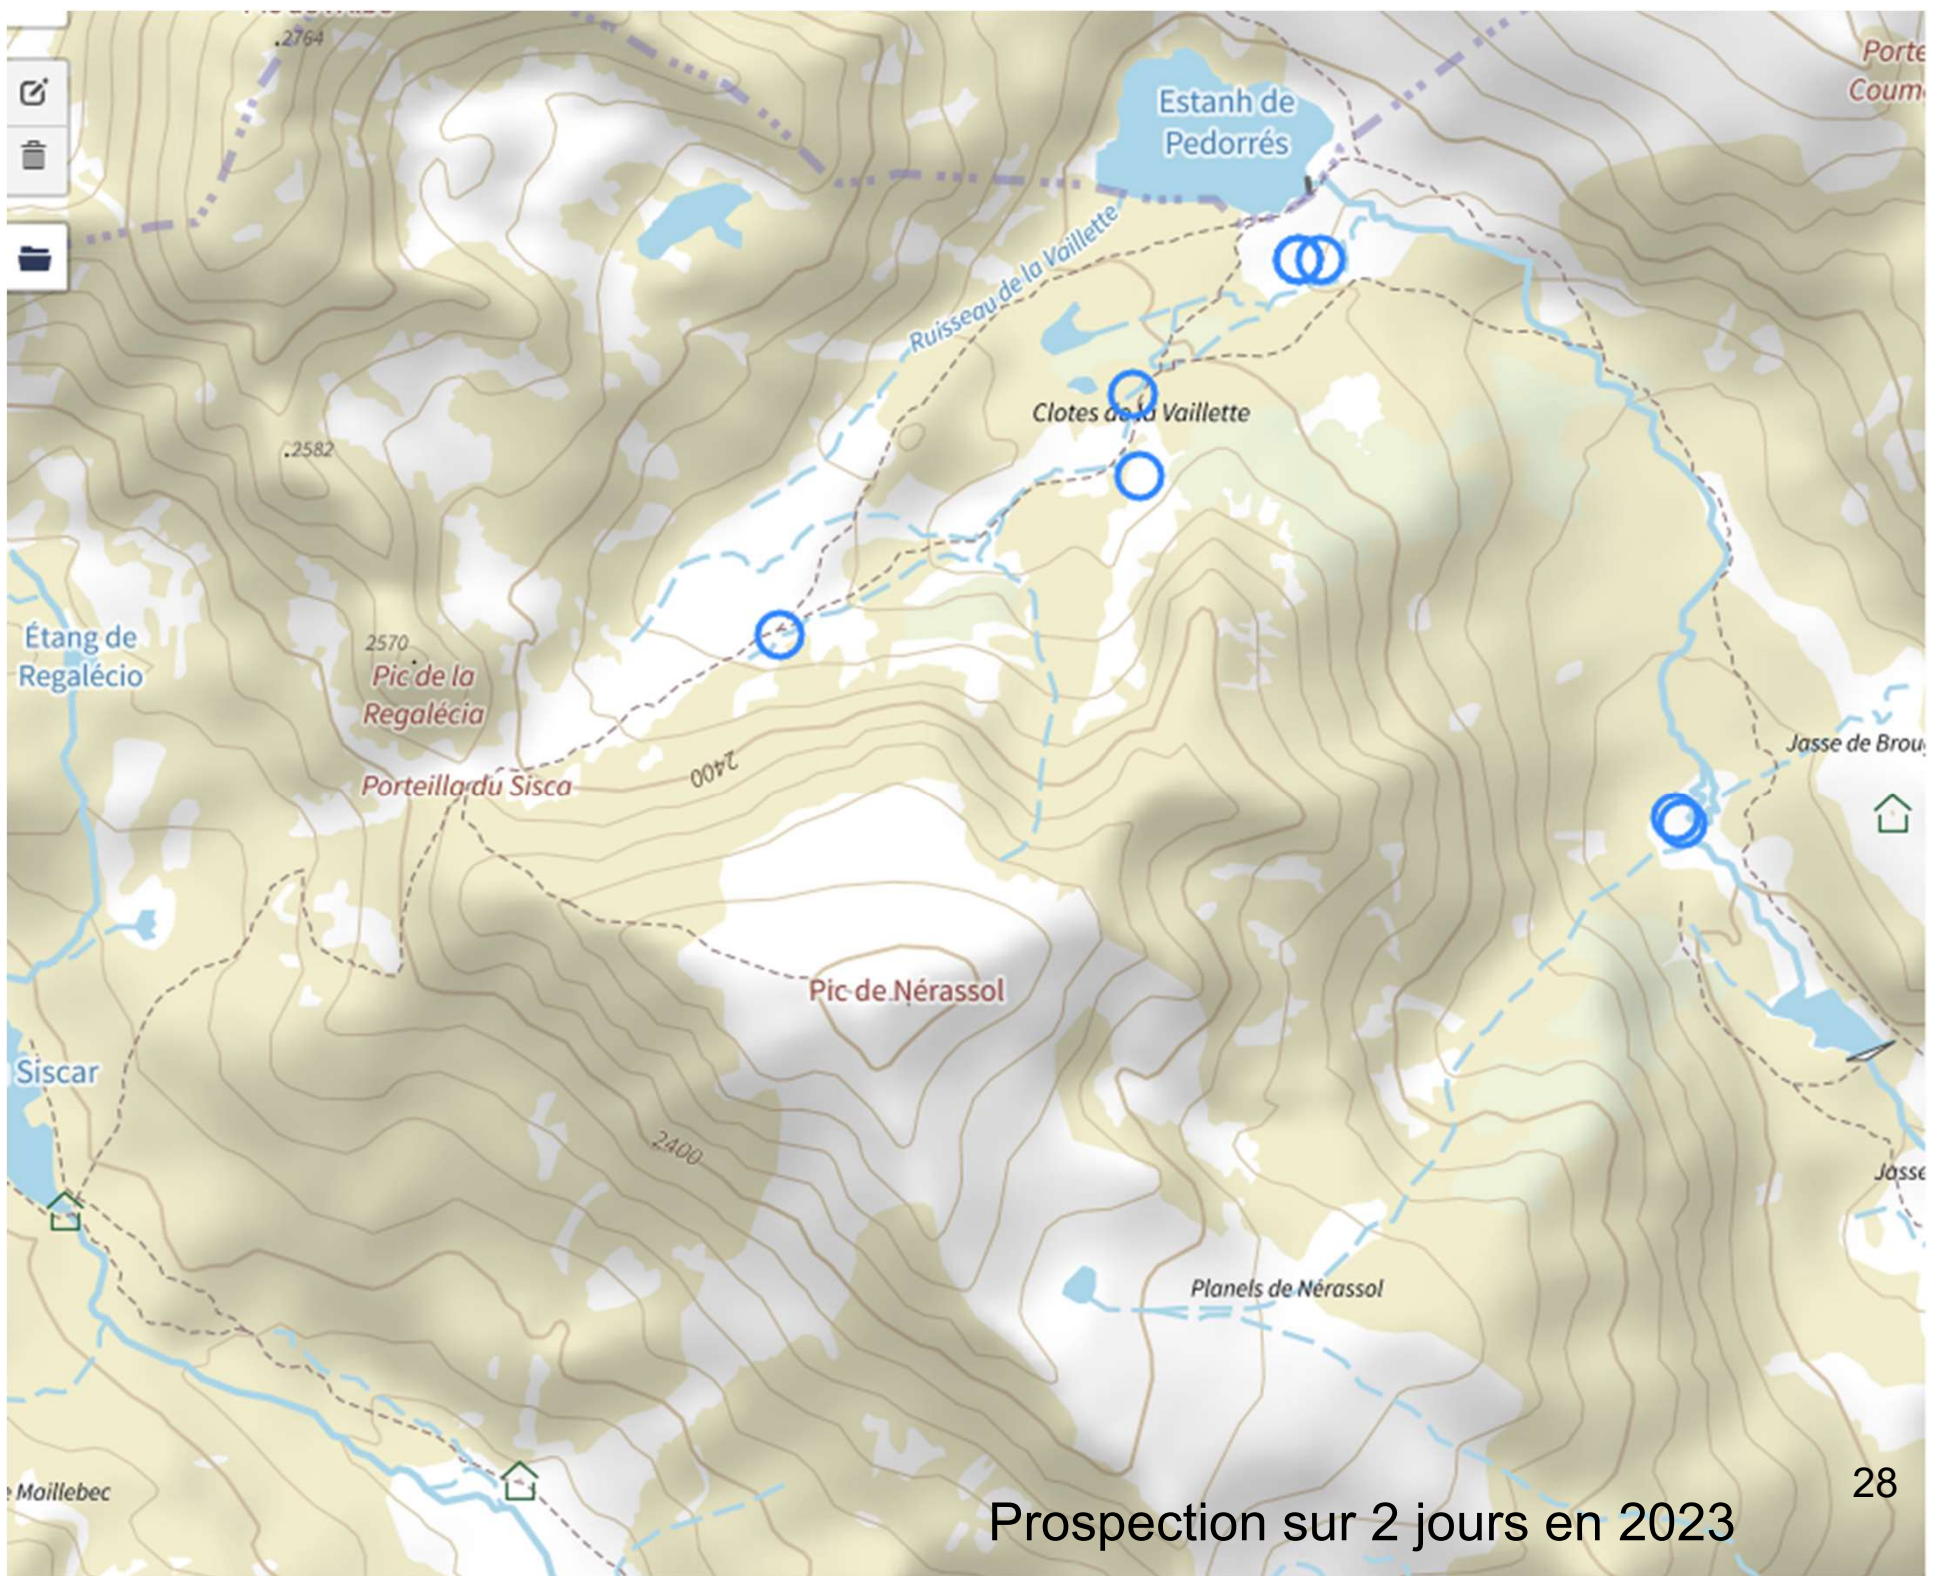 .2764
Porte
Estanh de
Pedorrés
Ruisseau de la Vaillette
Clotes de la Vaillette
.2582
Étang de
Regalécio
2570
Pic de la
Regalécia
Jasse de Brou
2400
Porteilla du Sisca
Pic de Nérassol
Siscar
2400
Jasse
Planels de Nérassol
Maillebec
28
Prospection sur 2 jours en 2023